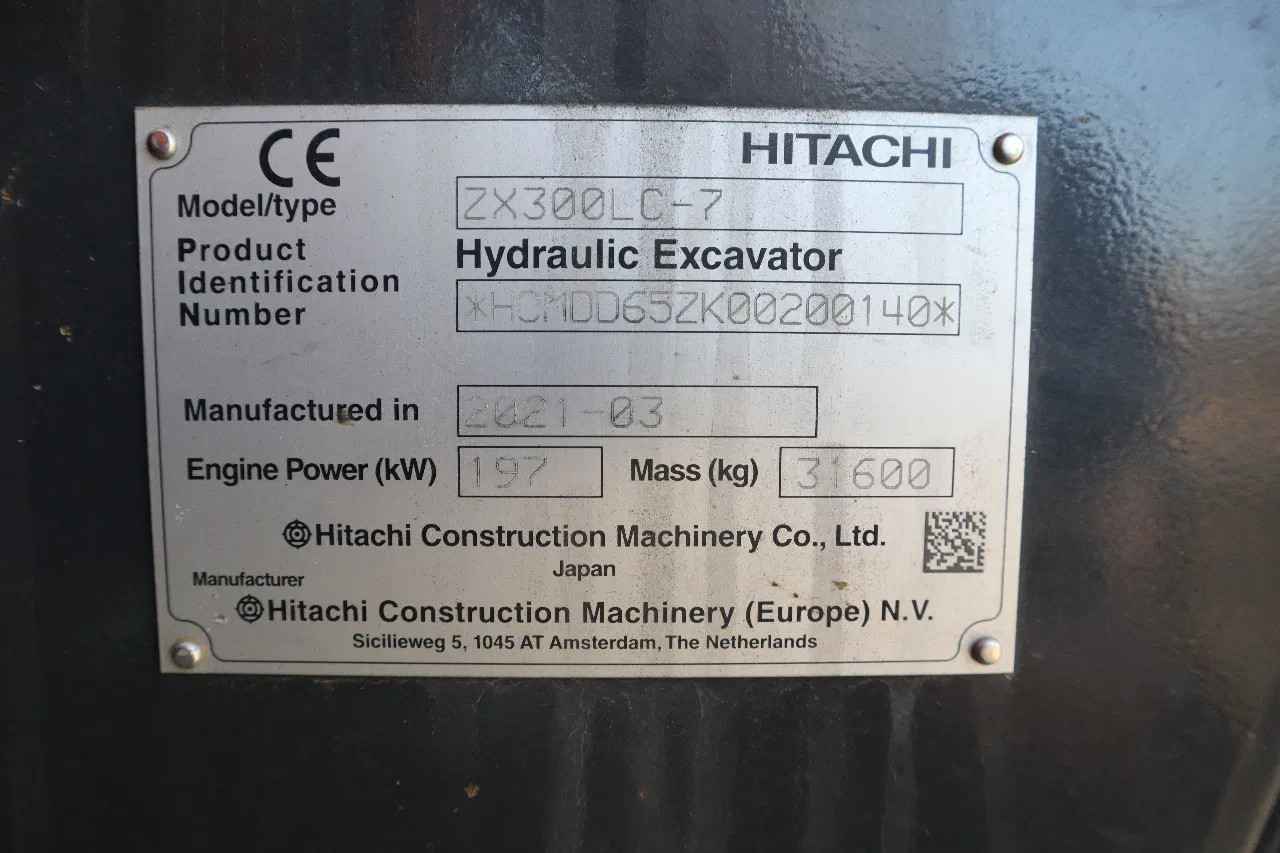 CE HITACHI
Model/type ZX300LC-7
Product
Identification
Number
Hydraulic Excavator
*HCMDD65ZK00200140*
Manufactured in 2021-03
Engine Power (kW) 197 Mass (kg) 31600
Hitachi Construction Machinery Co., Ltd.
Japan
Manufacturer
Hitachi Construction Machinery (Europe) N.V.
Sicilieweg 5, 1045 AT Amsterdam, The Netherlands